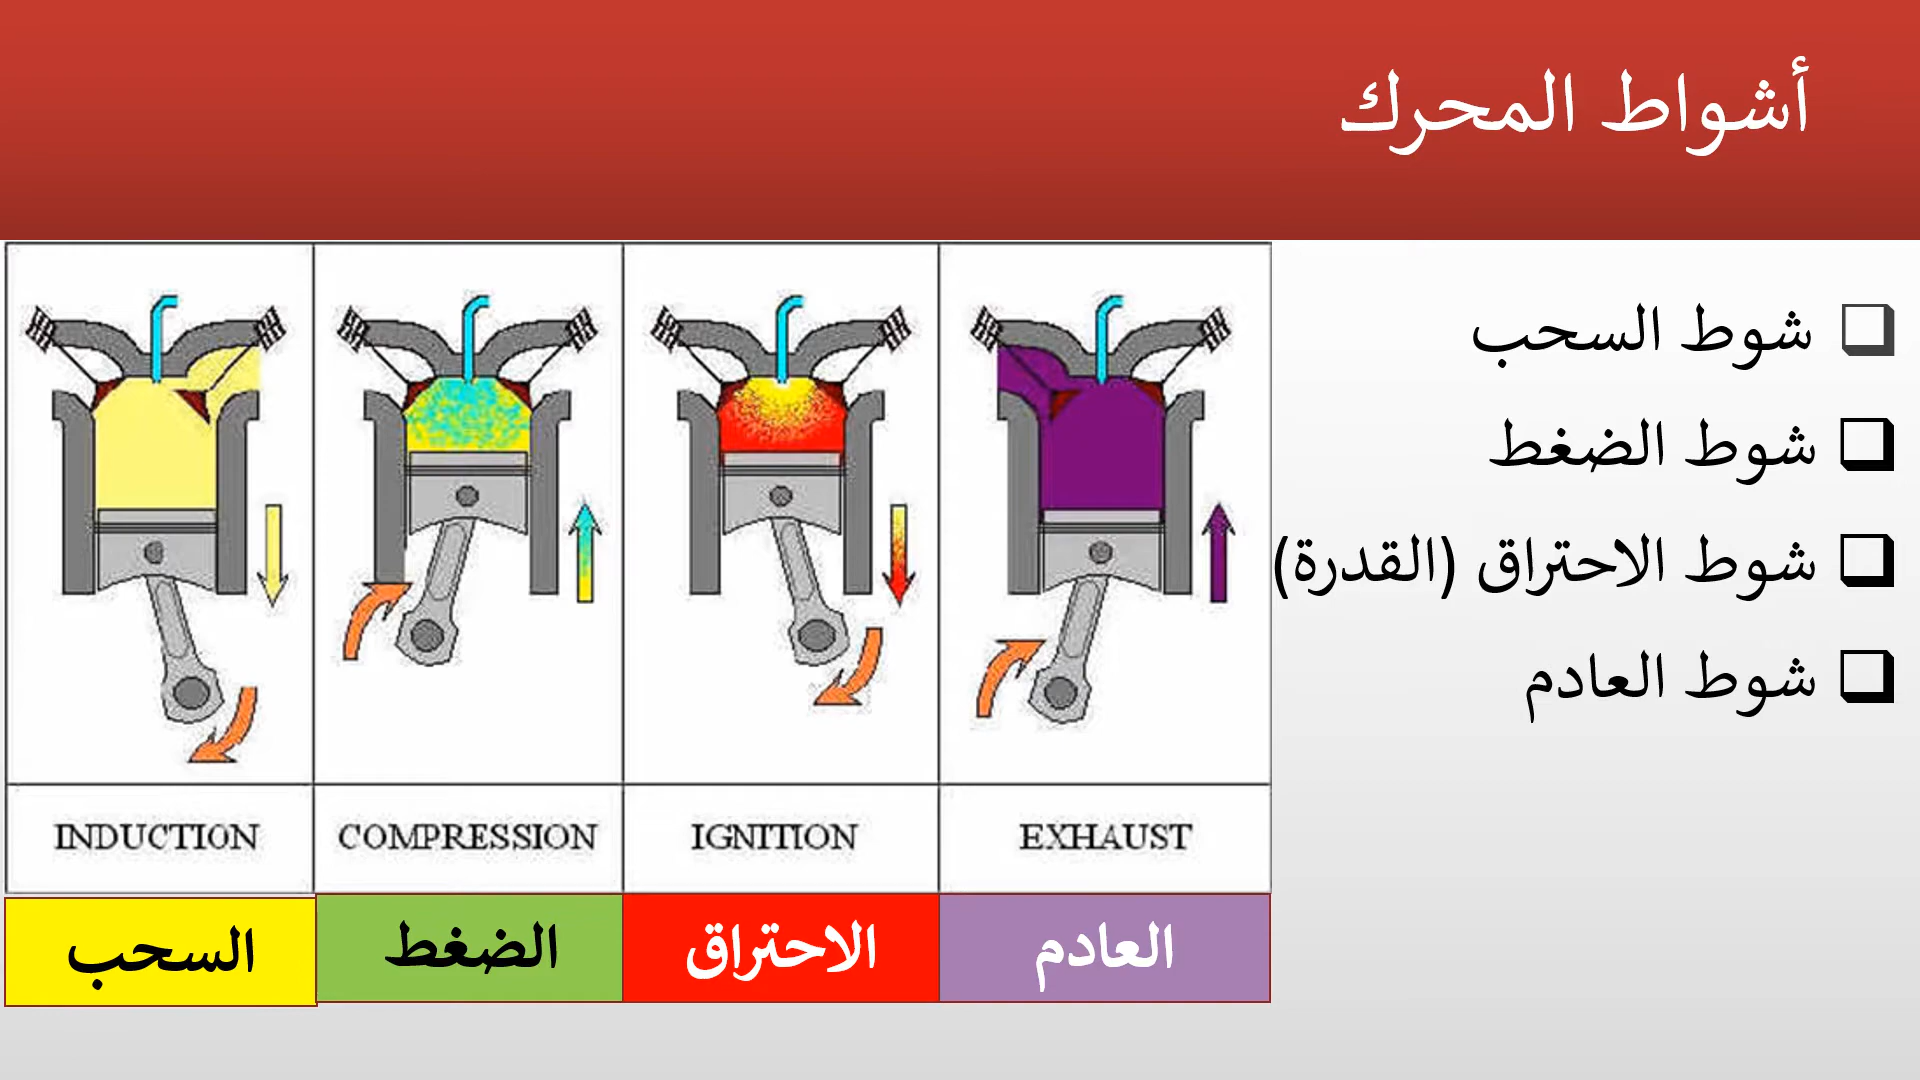 أشواط المحرك
شوط السحب
شوط الضغط
شوط الاحتراق (القدرة)
شوط العادم
INDUCTION
COMPRESSION
IGNITION
EXHAUST
السحب
الضغط
الاحتراق
العادم